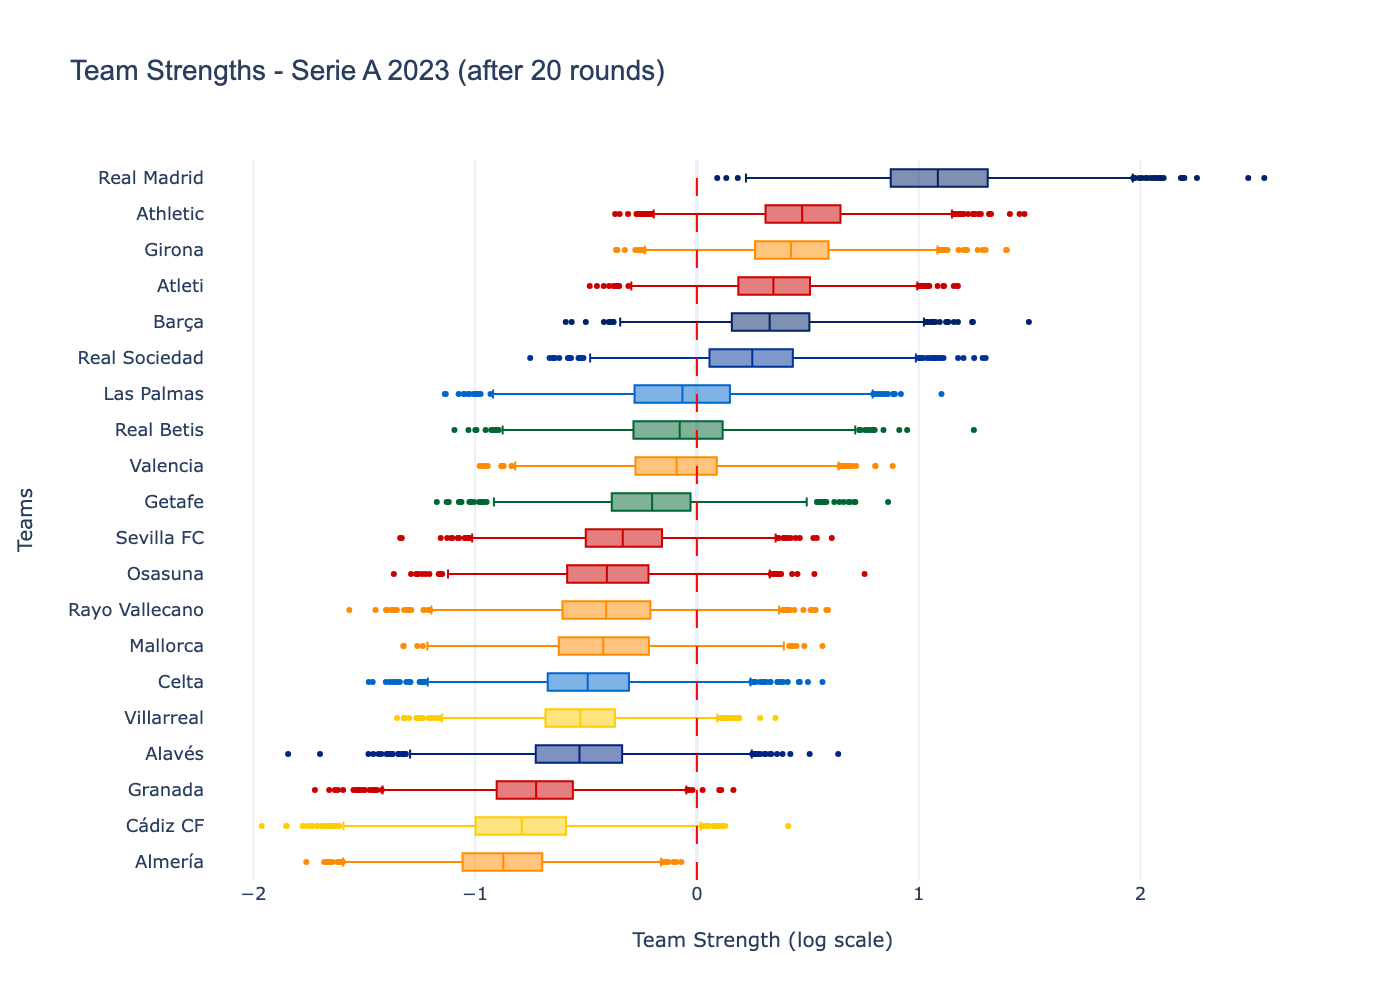 Team Strengths - Serie A 2023 (after 20 rounds)
Teams
Real Madrid
Athletic
Girona
Atleti
Barça
Real Sociedad
Las Palmas
Real Betis
Valencia
Getafe
Sevilla FC
Osasuna
Rayo Vallecano
Mallorca
Celta
Villarreal
Alavés
Granada
Cádiz CF
Almería
−2 −1 0 1 2
Team Strength (log scale)